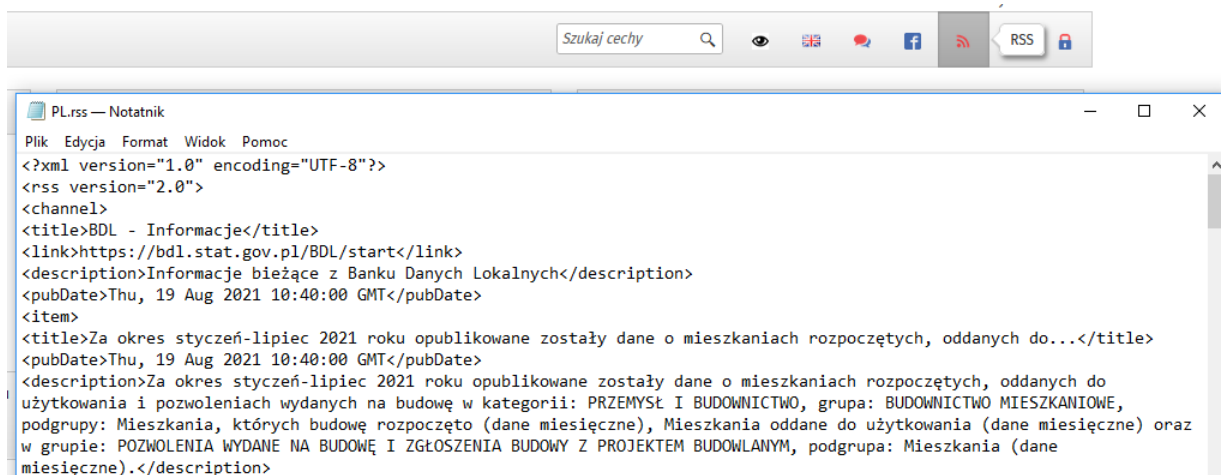 Szukaj cechy
RSS
PL.rss — Notatnik
Plik Edycja Format Widok Pomoc
<?xml version="1.0" encoding="UTF-8"?>
<rss version="2.0">
<channel>
<title>BDL - Informacje</title>
<link>https://bdl.stat.gov.pl/BDL/start</link>
<description>Informacje bieżące z Banku Danych Lokalnych</description>
<pubDate>Thu, 19 Aug 2021 10:40:00 GMT</pubDate>
<item>
<title>Za okres styczeń-lipiec 2021 roku opublikowane zostały dane o mieszkaniach rozpoczętych, oddanych do...</title>
<pubDate>Thu, 19 Aug 2021 10:40:00 GMT</pubDate>
<description>Za okres styczeń-lipiec 2021 roku opublikowane zostały dane o mieszkaniach rozpoczętych, oddanych do
użytkowania i pozwoleniach wydanych na budowę w kategorii: PRZEMYSŁ I BUDOWNICTWO, grupa: BUDOWNICTWO MIESZKANIOWE,
podgrupy: Mieszkania, których budowę rozpoczęto (dane miesięczne), Mieszkania oddane do użytkowania (dane miesięczne) oraz
w grupie: POZWOLENIA WYDANE NA BUDOWĘ I ZGŁOSZENIA BUDOWY Z PROJEKTEM BUDOWLANYM, podgrupa: Mieszkania (dane
miesięczne).</description>